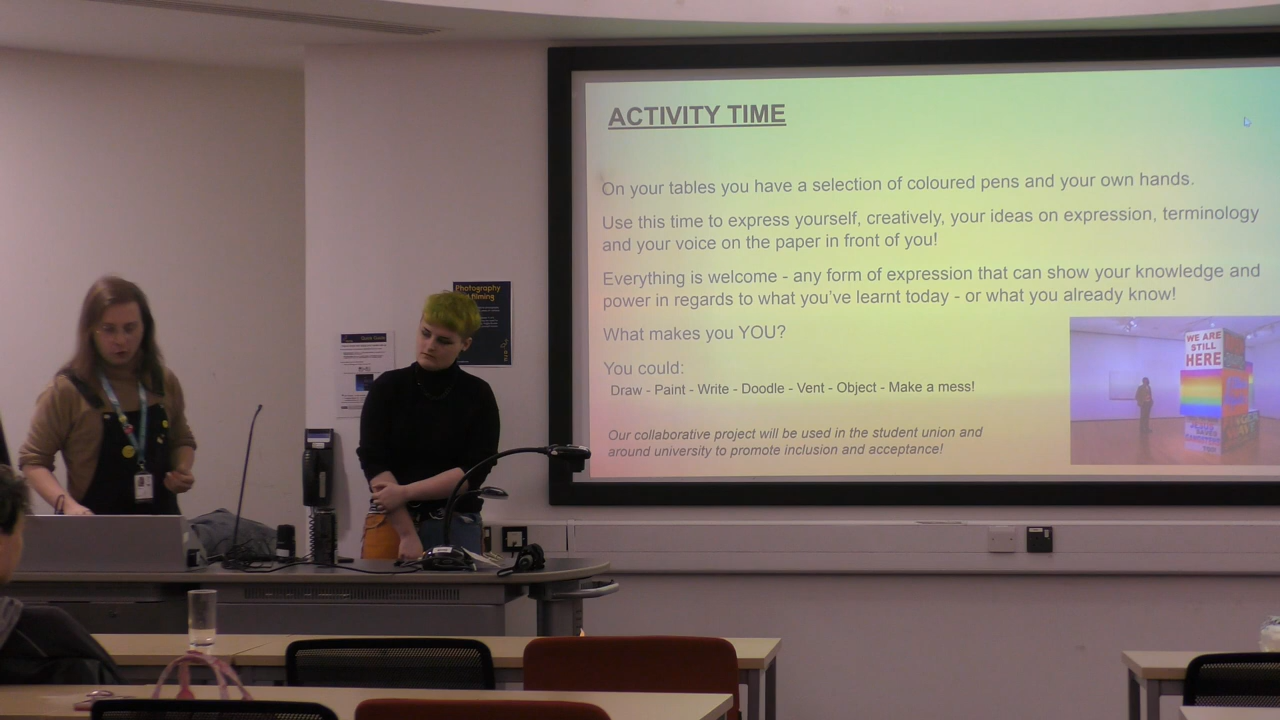 ACTIVITY TIME
On your tables you have a selection of coloured pens and your own hands.
Use this time to express yourself, creatively, your ideas on expression, terminology
and your voice on the paper in front of you!
Everything is welcome - any form of expression that can show your knowledge and
power in regards to what you've learnt today - or what you already know!
What makes you YOU?
You could:
Draw - Paint - Write - Doodle - Vent - Object - Make a mess!
Our collaborative project will be used in the student union and
around university to promote inclusion and acceptance!
WE ARE
STILL
HERE
Photography
filming
Quick Guide